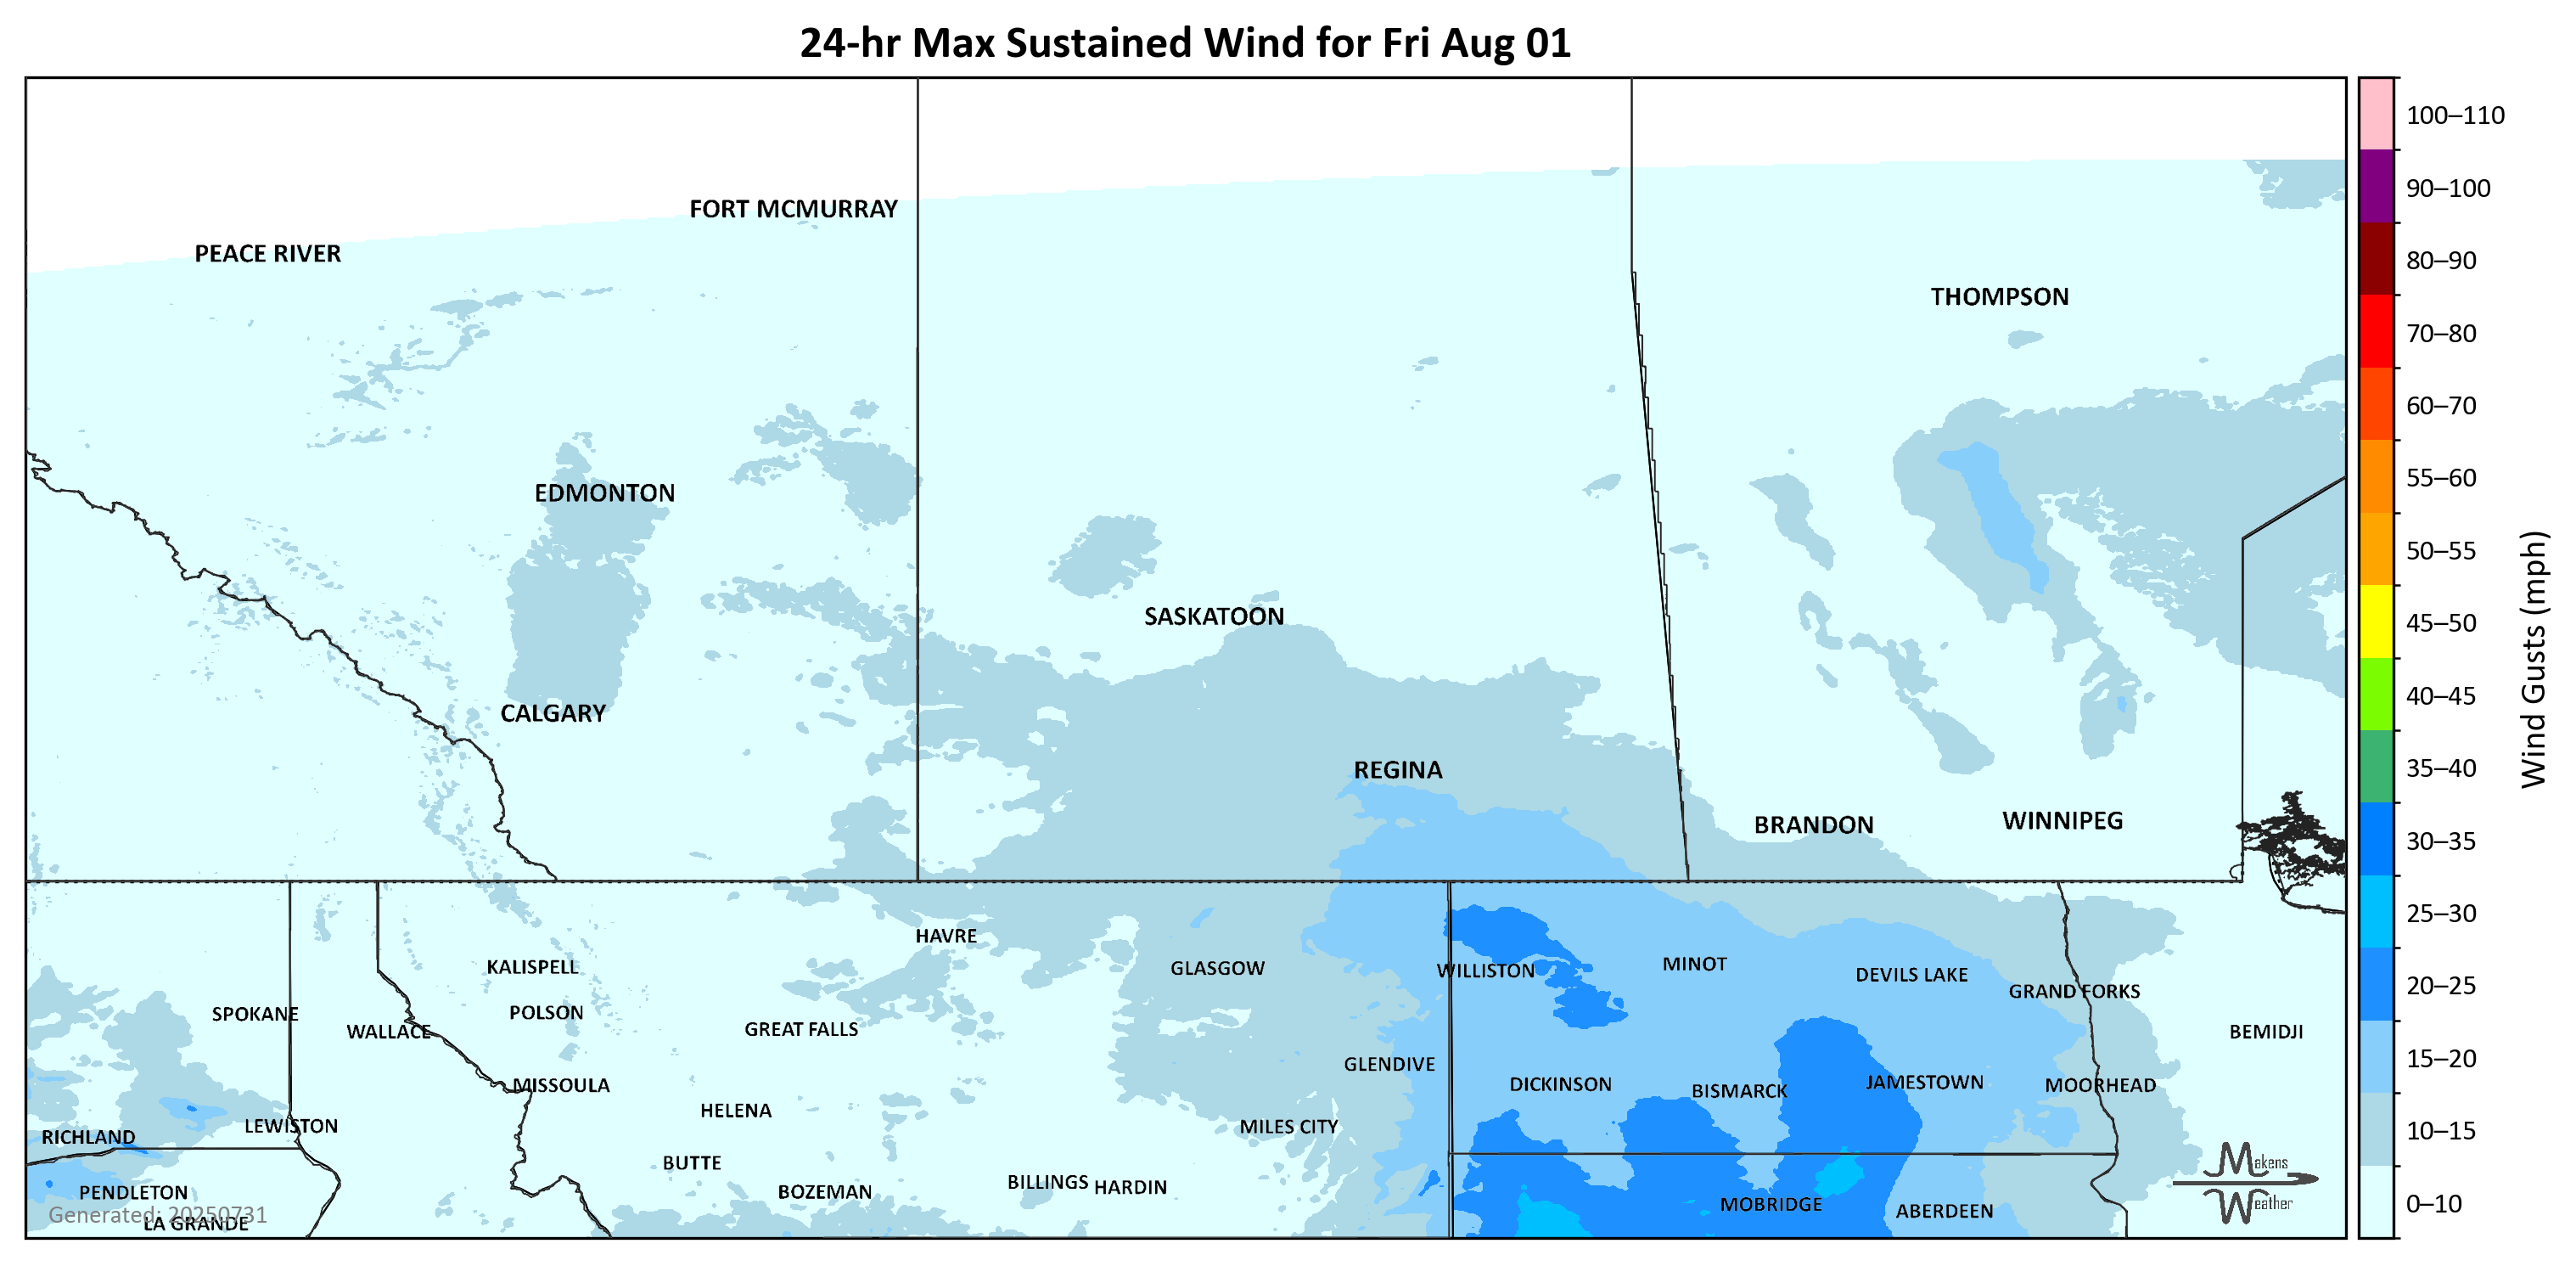 24-hr Max Sustained Wind for Fri Aug 01
100–110
90–100
FORT MCMURRAY
PEACE RIVER
80–90
THOMPSON
70–80
60–70
55–60
EDMONTON
50–55
SASKATOON
45–50
40–45
CALGARY
Wind Gusts (mph)
REGINA
35–40
BRANDON
WINNIPEG
30–35
25–30
HAVRE
KALISPELL
GLASGOW
WILLISTON
MINOT
DEVILS LAKE
20–25
GRAND FORKS
SPOKANE
POLSON
WALLACE
GREAT FALLS
BEMIDJI
15–20
GLENDIVE
MISSOULA
DICKINSON
BISMARCK
JAMESTOWN
MOORHEAD
HELENA
LEWISTON
MILES CITY
10–15
RICHLAND
BUTTE
Makens
Weather
PENDLETON
BOZEMAN
BILLINGS
HARDIN
MOBRIDGE
ABERDEEN
0–10
Generated: 20250731
LA GRANDE